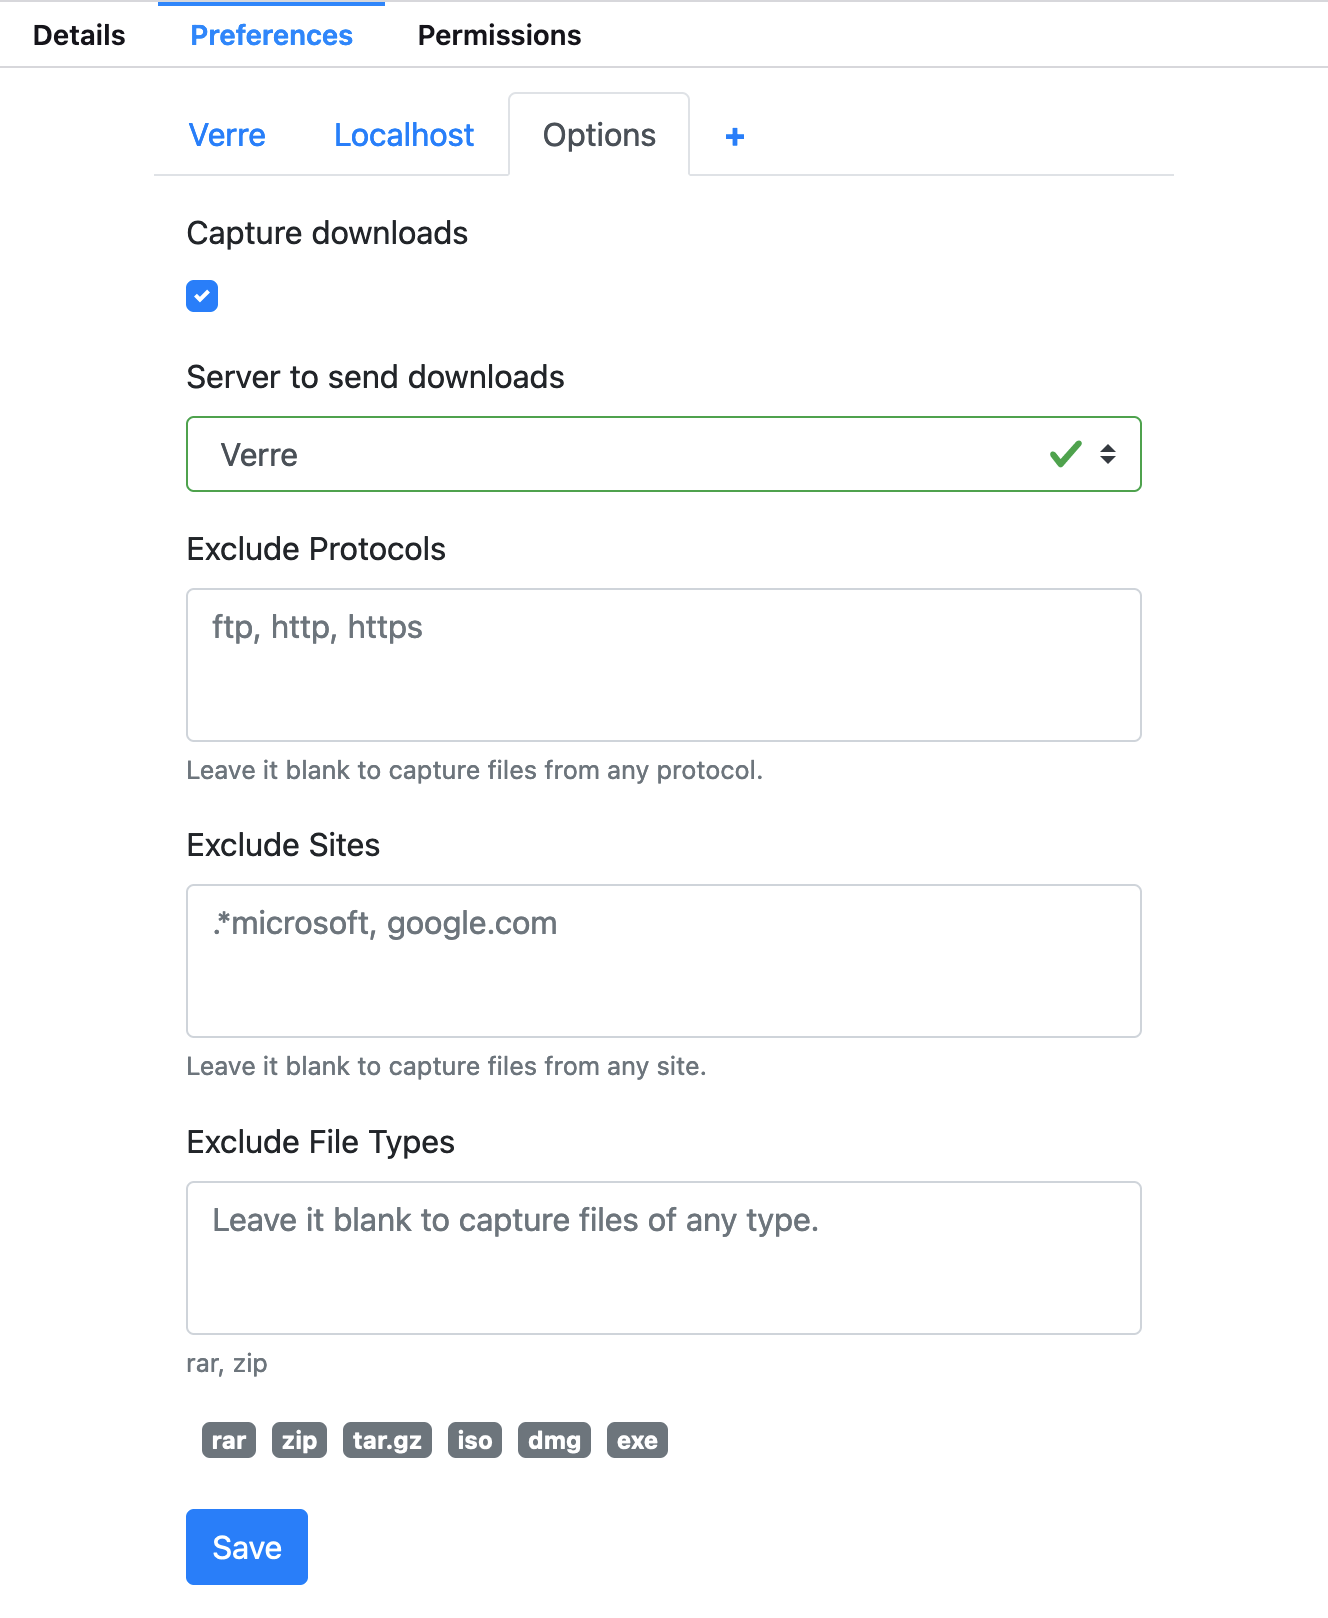 Details Preferences Permissions
Verre Localhost Options +
Capture downloads
Server to send downloads
Verre
Exclude Protocols
ftp, http, https
Leave it blank to capture files from any protocol.
Exclude Sites
.*microsoft, google.com
Leave it blank to capture files from any site.
Exclude File Types
Leave it blank to capture files of any type.
rar, zip
rar zip tar.gz iso dmg exe
Save